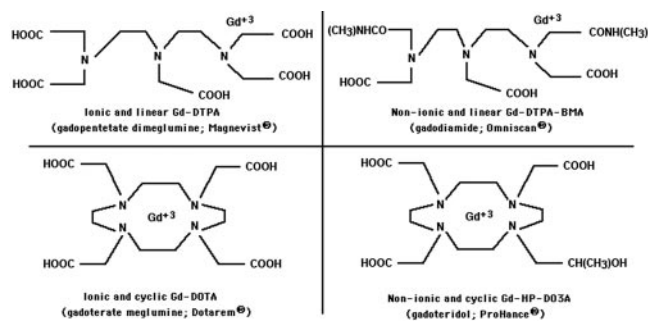 Gd+3
HOOC COOH
N N N
HOOC COOH
COOH
Ionic and linear Gd-DTPA
(gadopentetate dimeglumine; Magnevist®)
Gd+3
(CH3)NHCO CONH(CH3)
N N N
HOOC COOH
COOH
Non-ionic and linear Gd-DTPA-BMA
(gadodiamide; Omniscan®)
HOOC COOH
N N
Gd+3
N N
HOOC COOH
Ionic and cyclic Gd-DOTA
(gadoterate meglumine; Dotarem®)
HOOC COOH
N N
Gd+3
N N
HOOC CH(CH3)OH
Non-ionic and cyclic Gd-HP-DO3A
(gadoteridol; ProHance®)